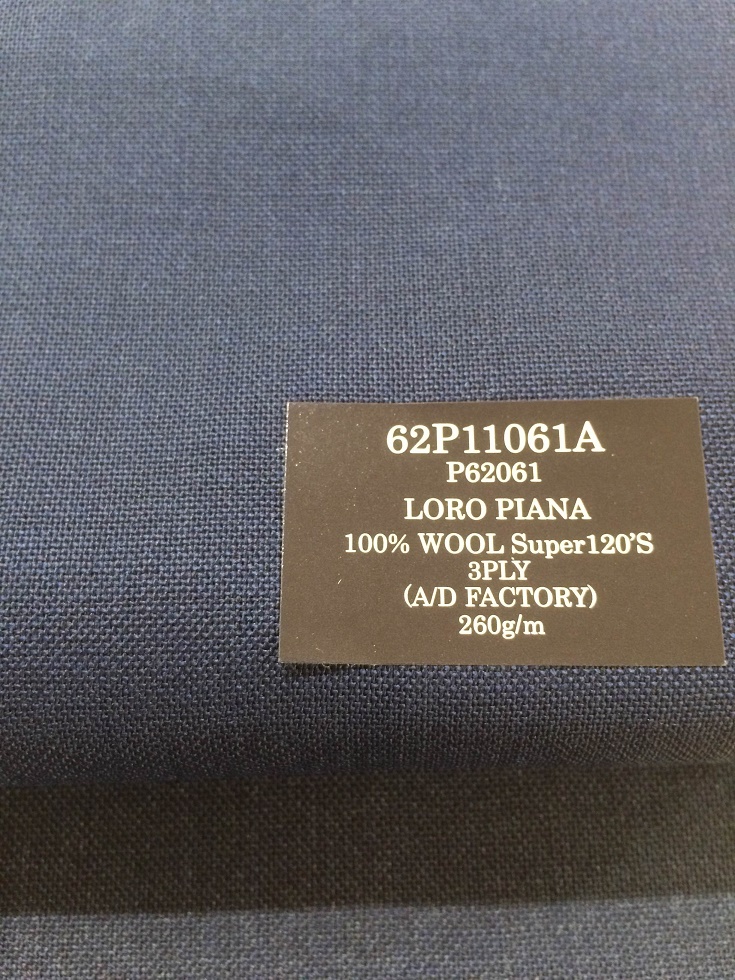 62P11061A
P62061
LORO PIANA
100% WOOL Super120'S
3PLY
(A/D FACTORY)
260g/m